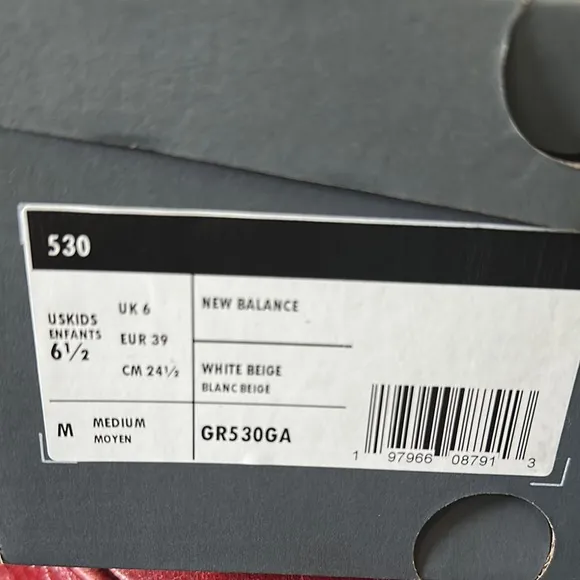 530
USKIDS
ENFANTS
6½
UK 6
EUR 39
CM 24½
NEW BALANCE
WHITE BEIGE
BLANC BEIGE
M
MEDIUM
MOYEN
GR530GA
1 97966 08791 3